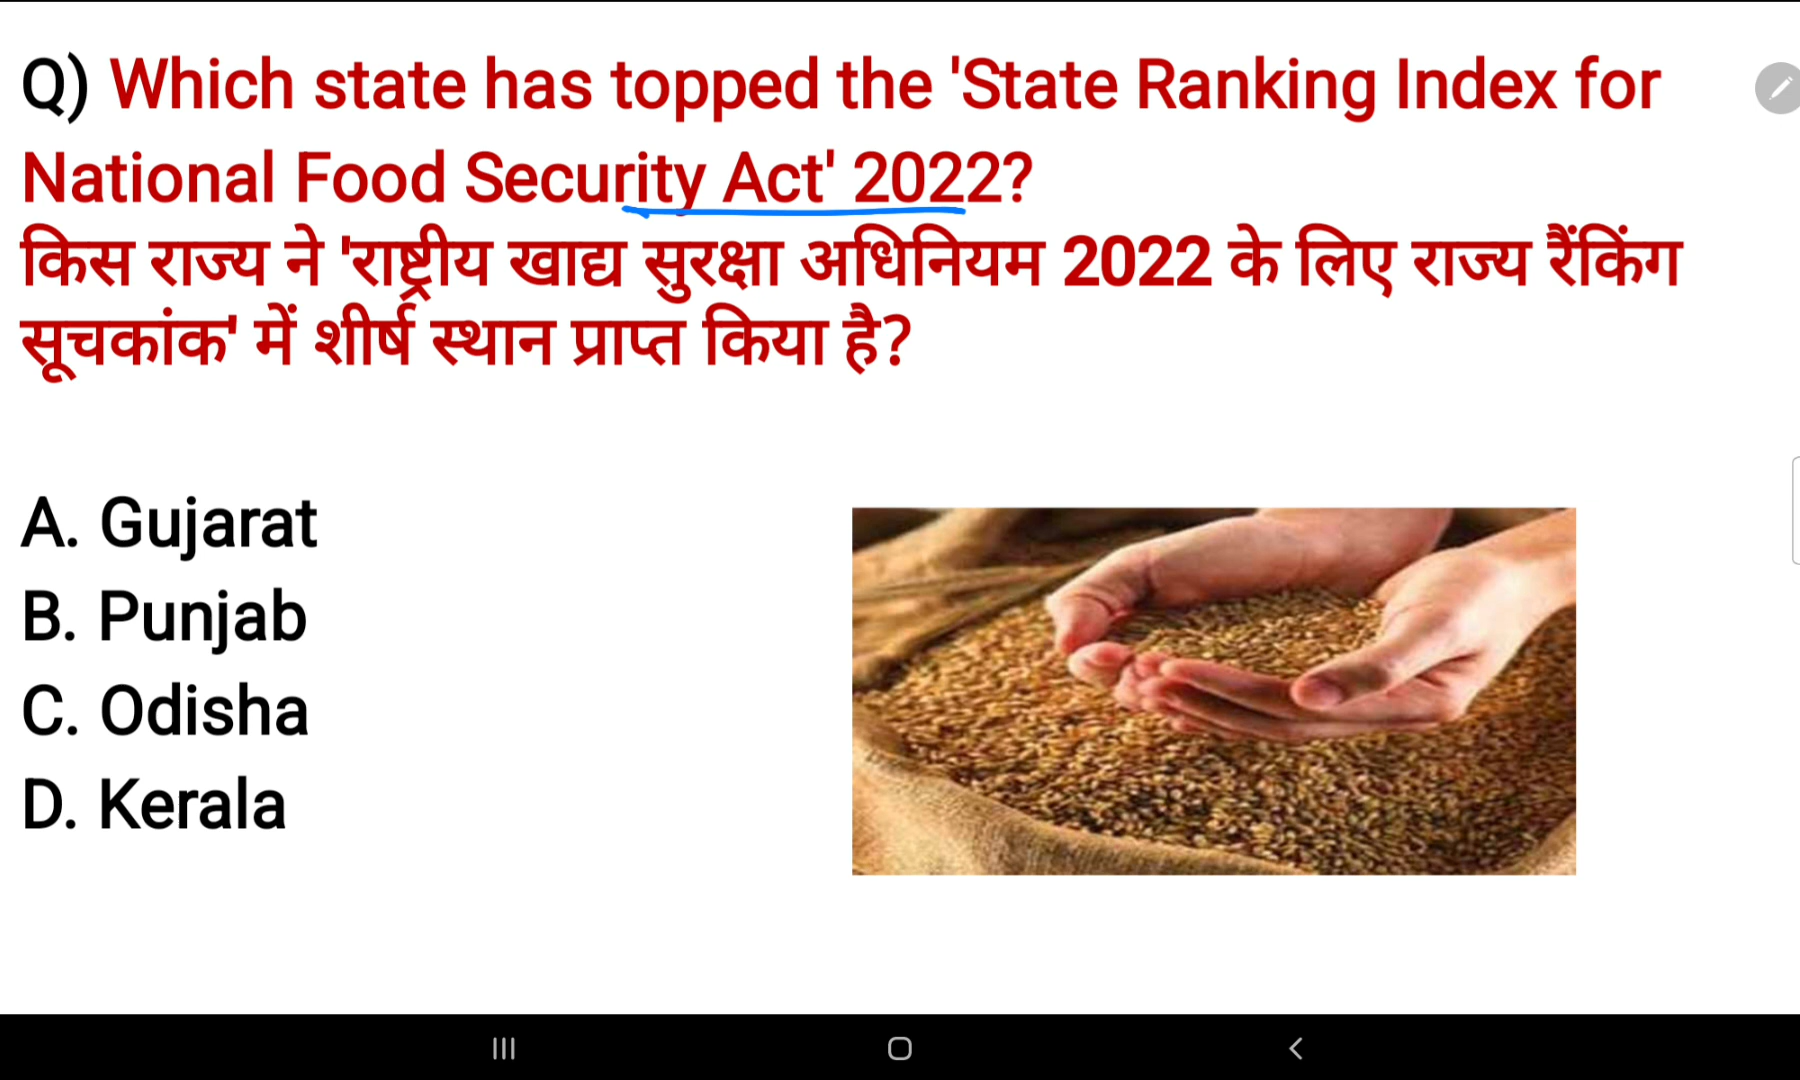 Q) Which state has topped the 'State Ranking Index for
National Food Security Act' 2022?
किस राज्य ने 'राष्ट्रीय खाद्य सुरक्षा अधिनियम 2022 के लिए राज्य रैंकिंग
सूचकांक' में शीर्ष स्थान प्राप्त किया है?
A. Gujarat
B. Punjab
C. Odisha
D. Kerala